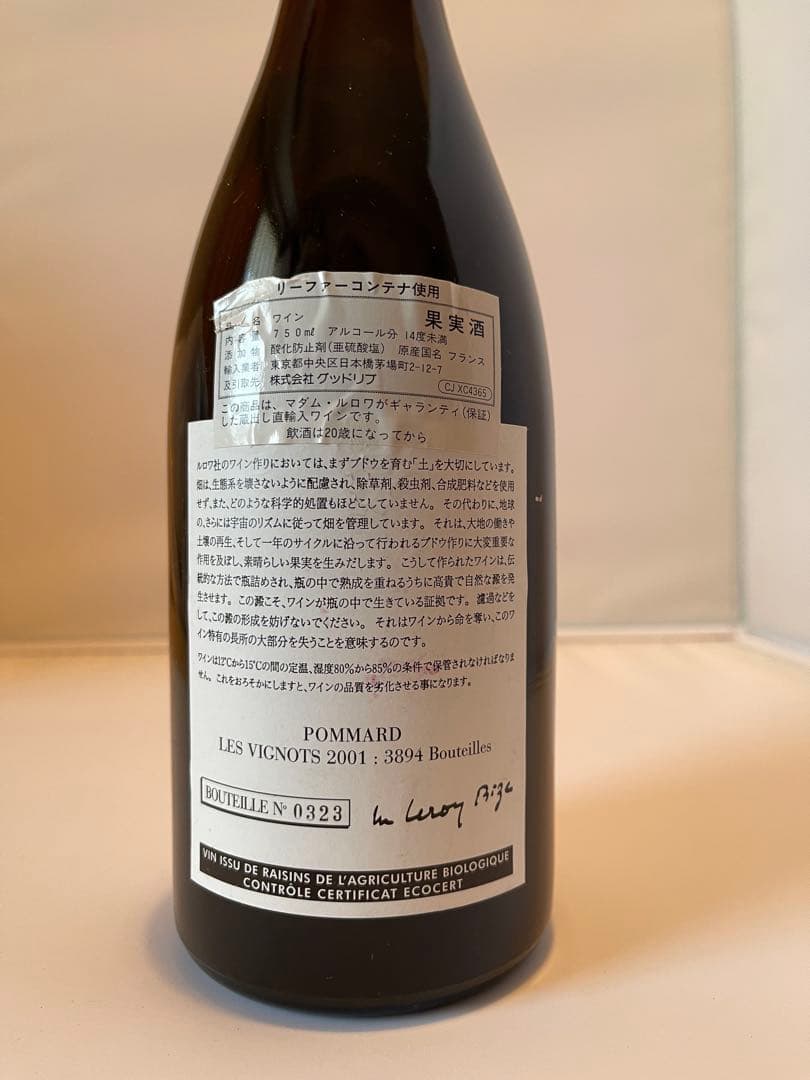 リーファーコンテナ使用
品名 ワイン 果実酒
内容量 750ml アルコール分 14度未満
添加物 酸化防止剤(亜硫酸塩) 原産国名 フランス
輸入業者 東京都中央区日本橋茅場町2-12-7
及引取先 株式会社グッドリブ CJ XC4365
この商品は、マダム・ルロワがギャランティ(保証)
した蔵出し直輸入ワインです。
飲酒は20歳になってから
ルロワ社のワイン作りにおいては、まずブドウを育む「土」を大切にしています。
畑は、生態系を壊さないように配慮され、除草剤、殺虫剤、合成肥料などを使用
せず、また、どのような科学的処置もほどこしていません。その代わりに、地球
の、さらには宇宙のリズムに従って畑を管理しています。それは、大地の働きや
土壌の再生、そして一年のサイクルに沿って行われるブドウ作りに大変重要な
作用を及ぼし、素晴らしい果実を生みだします。こうして作られたワインは、伝
統的な方法で瓶詰めされ、瓶の中で熟成を重ねるうちに高貴で自然な澱を発
生させます。この澱こそ、ワインが瓶の中で生きている証拠です。濾過などを
して、この澱の形成を妨げないでください。それはワインから命を奪い、このワ
イン特有の長所の大部分を失うことを意味するのです。
ワインは12°Cから15°Cの間の定温、湿度80%から85%の条件で保管されなければなりま
せん。これをおろそかにしますと、ワインの品質を劣化させる事になります。
POMMARD
LES VIGNOTS 2001 : 3894 Bouteilles
BOUTEILLE N° 0323
Leroy Bize
VIN ISSU DE RAISINS DE L'AGRICULTURE BIOLOGIQUE
CONTRÔLE CERTIFICAT ECOCERT